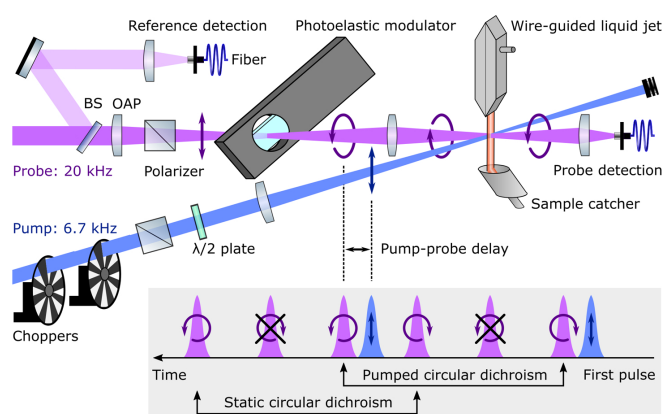 Reference detection
Photoelastic modulator
Wire-guided liquid jet
Fiber
BS
OAP
Probe: 20 kHz
Polarizer
Probe detection
Sample catcher
Pump: 6.7 kHz
λ/2 plate
Pump-probe delay
Choppers
Time
Pumped circular dichroism
First pulse
Static circular dichroism